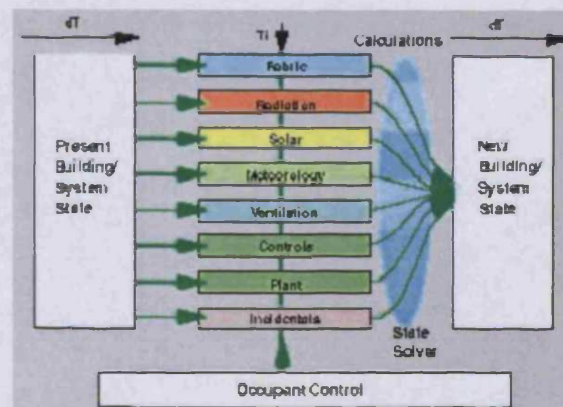 dT
Ti
Calculations
dT
Present
Building/
System
State
Fabric
Radiation
Solar
Meteorology
Ventilation
Controls
Plant
Incidentals
New
Building/
System
State
State
Solver
Occupant Control